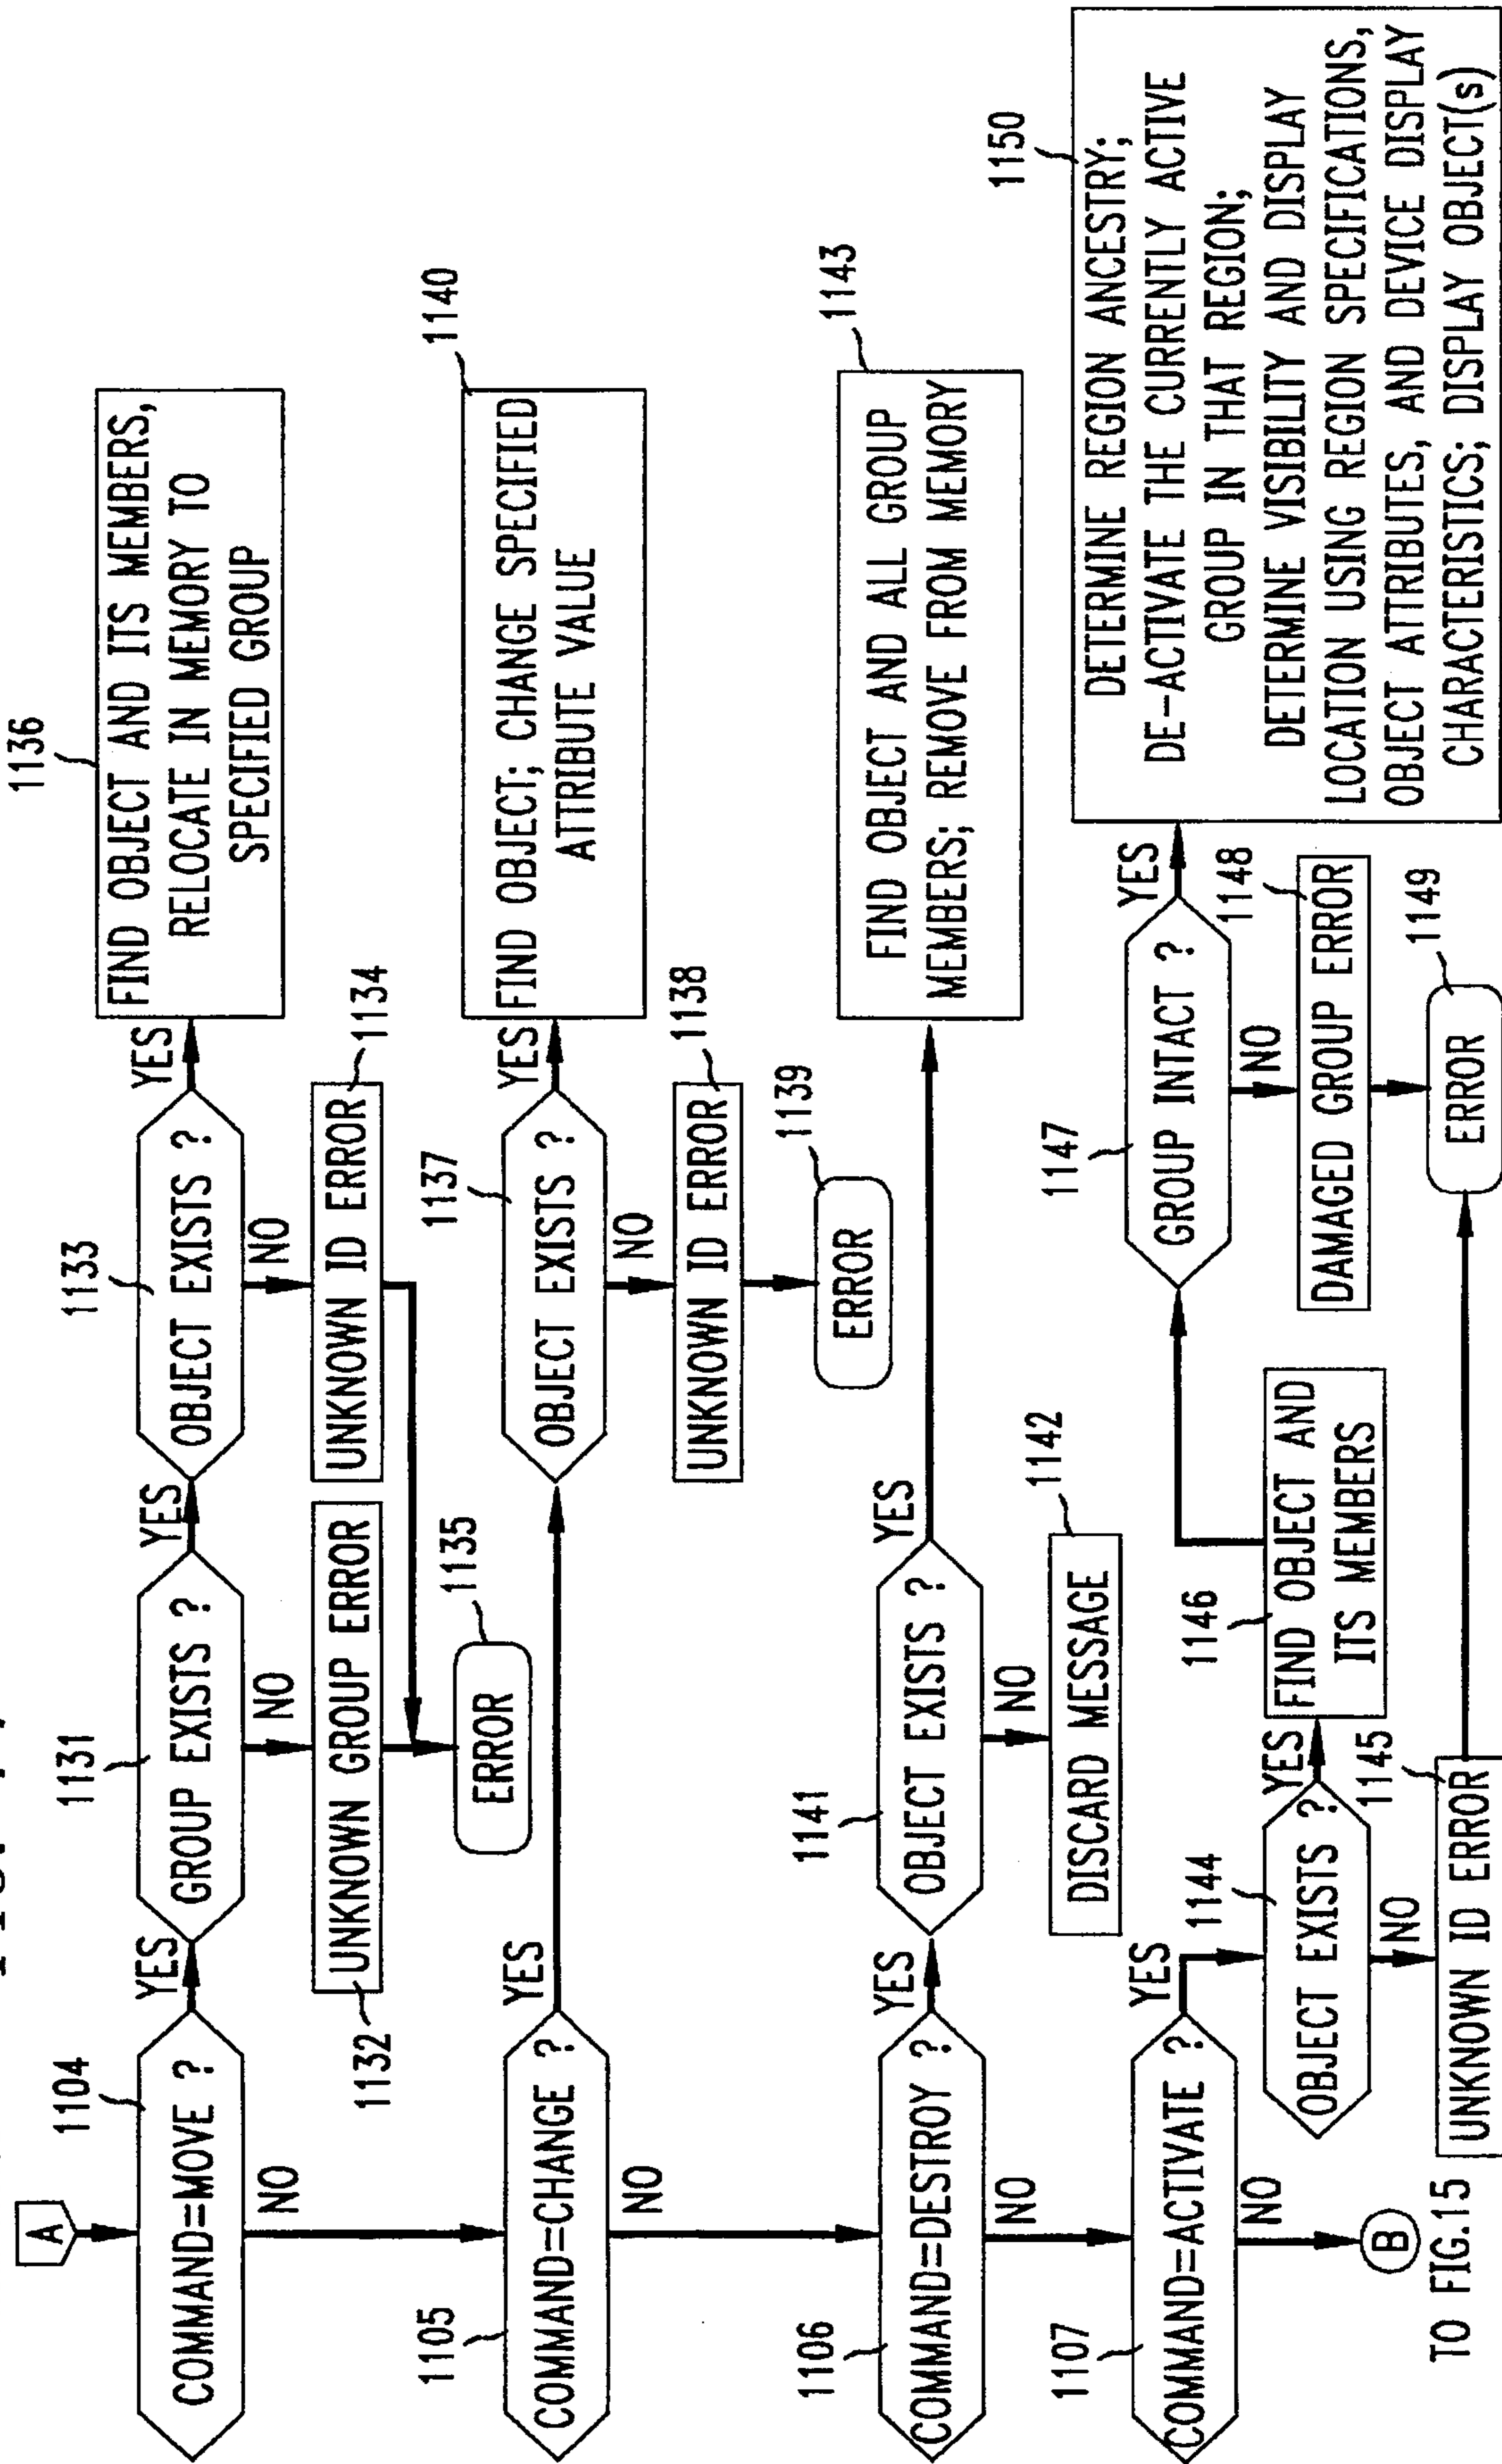 A
1104
COMMAND=MOVE ?
YES
NO
1131
GROUP EXISTS ?
YES
NO
1132
UNKNOWN GROUP ERROR
1133
OBJECT EXISTS ?
YES
NO
1134
UNKNOWN ID ERROR
1135
ERROR
1136
FIND OBJECT AND ITS MEMBERS,
RELOCATE IN MEMORY TO
SPECIFIED GROUP
1105
COMMAND=CHANGE ?
YES
NO
1137
OBJECT EXISTS ?
YES
NO
1138
UNKNOWN ID ERROR
1139
ERROR
1140
FIND OBJECT; CHANGE SPECIFIED
ATTRIBUTE VALUE
1106
COMMAND=DESTROY ?
YES
NO
1141
OBJECT EXISTS ?
YES
NO
1142
DISCARD MESSAGE
1143
FIND OBJECT AND ALL GROUP
MEMBERS; REMOVE FROM MEMORY
1107
COMMAND=ACTIVATE ?
YES
NO
B
TO FIG.15
1144
OBJECT EXISTS ?
YES
NO
1145
UNKNOWN ID ERROR
1146
FIND OBJECT AND
ITS MEMBERS
1147
GROUP INTACT ?
YES
NO
1148
DAMAGED GROUP ERROR
1149
ERROR
1150
DETERMINE REGION ANCESTRY;
DE-ACTIVATE THE CURRENTLY ACTIVE
GROUP IN THAT REGION;
DETERMINE VISIBILITY AND DISPLAY
LOCATION USING REGION SPECIFICATIONS,
OBJECT ATTRIBUTES, AND DEVICE DISPLAY
CHARACTERISTICS; DISPLAY OBJECT(s)